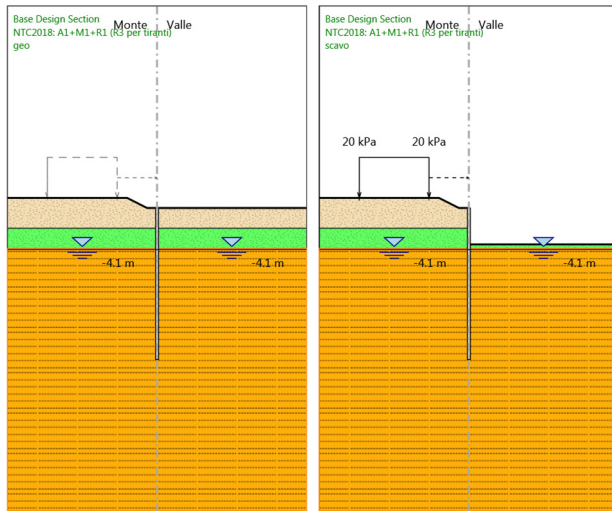 Base Design Section
Monte Valle
NTC2018: A1+M1+R1 (R3 per tiranti)
geo
-4.1 m
-4.1 m
Base Design Section
Monte Valle
NTC2018: A1+M1+R1 (R3 per tiranti)
scavo
20 kPa
20 kPa
-4.1 m
-4.1 m